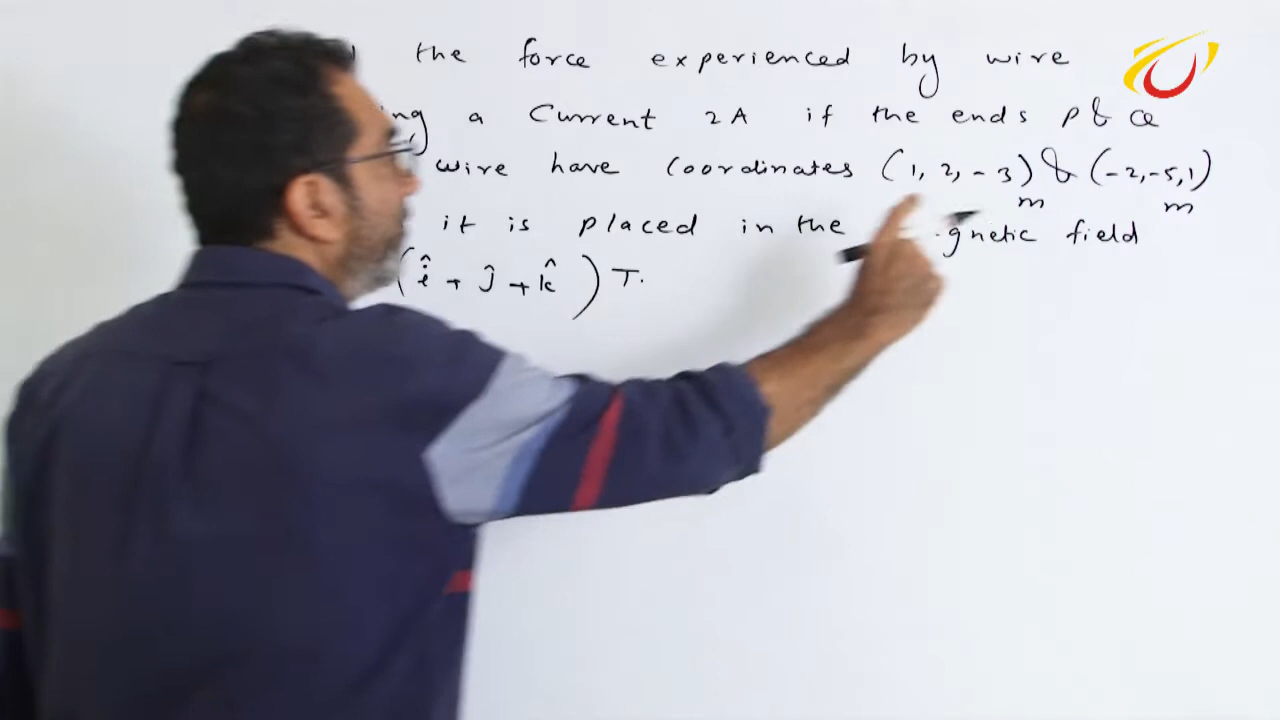 the force experienced by wire
a Current 2A if the ends P & Q
wire have coordinates (1, 2, -3) & (-2, -5, 1)
m m
it is placed in the field
(î + ĵ + k̂) T.